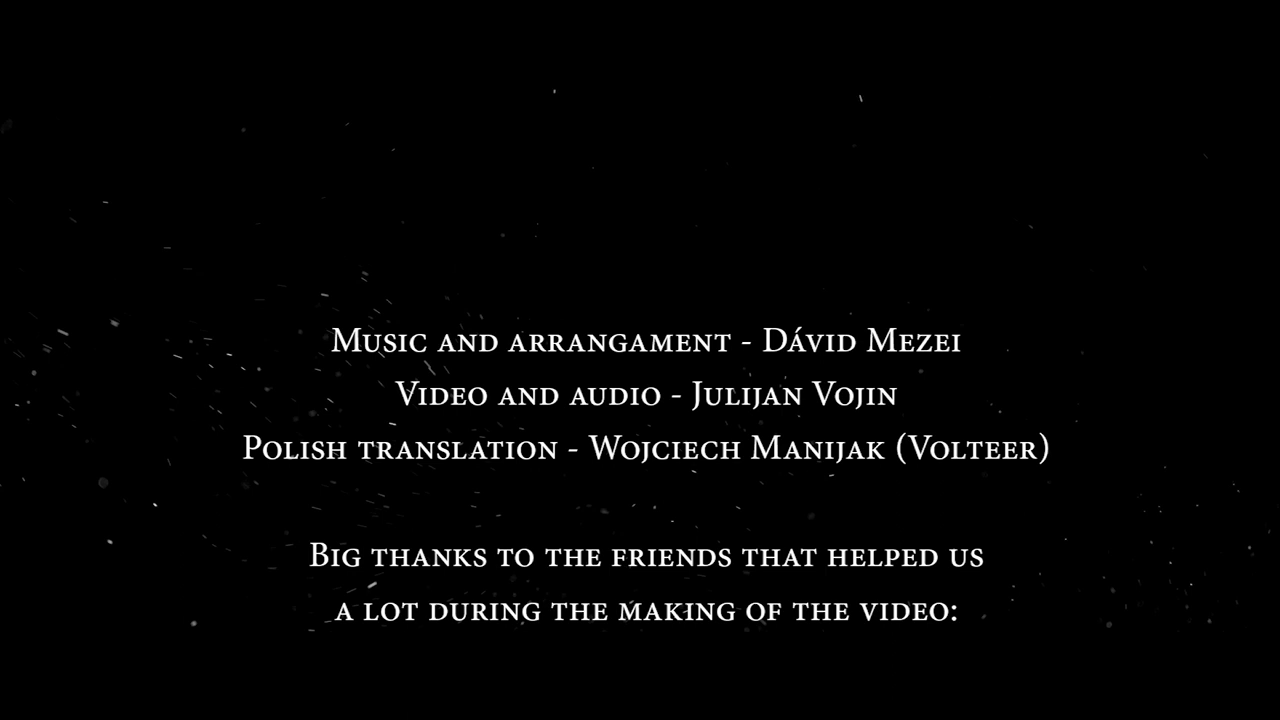 Music and arrangament - Dávid Mezei
Video and audio - Julijan Vojin
Polish translation - Wojciech Manijak (Volteer)
Big thanks to the friends that helped us
a lot during the making of the video: